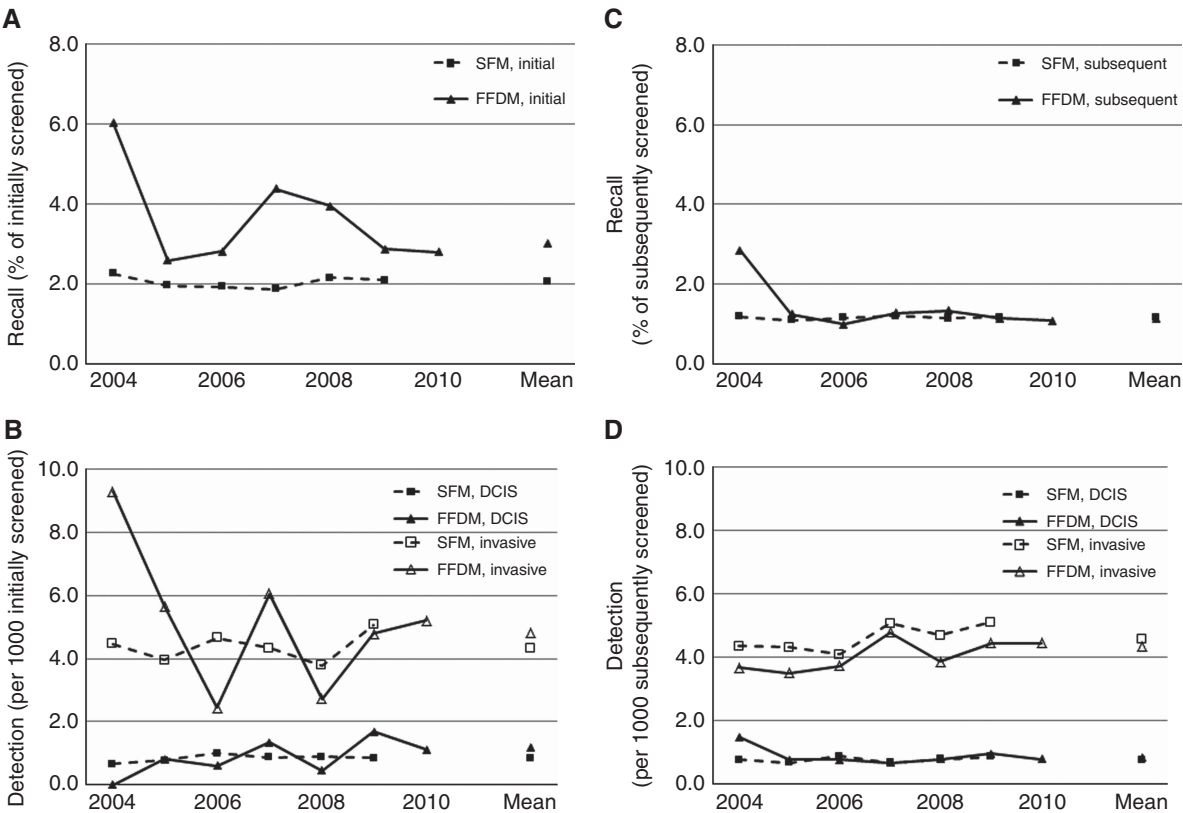 A
Recall (% of initially screened)
8.0
6.0
4.0
2.0
0.0
SFM, initial
FFDM, initial
2004 2006 2008 2010 Mean
B
Detection (per 1000 initially screened)
10.0
8.0
6.0
4.0
2.0
0.0
SFM, DCIS
FFDM, DCIS
SFM, invasive
FFDM, invasive
2004 2006 2008 2010 Mean
C
Recall
(% of subsequently screened)
8.0
6.0
4.0
2.0
0.0
SFM, subsequent
FFDM, subsequent
2004 2006 2008 2010 Mean
D
Detection
(per 1000 subsequently screened)
10.0
8.0
6.0
4.0
2.0
0.0
SFM, DCIS
FFDM, DCIS
SFM, invasive
FFDM, invasive
2004 2006 2008 2010 Mean